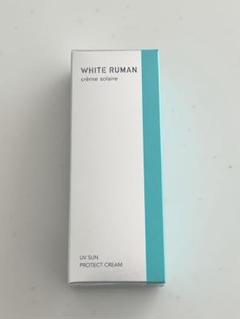 WHITE RUMAN
crème solaire
UV SUN
PROTECT CREAM